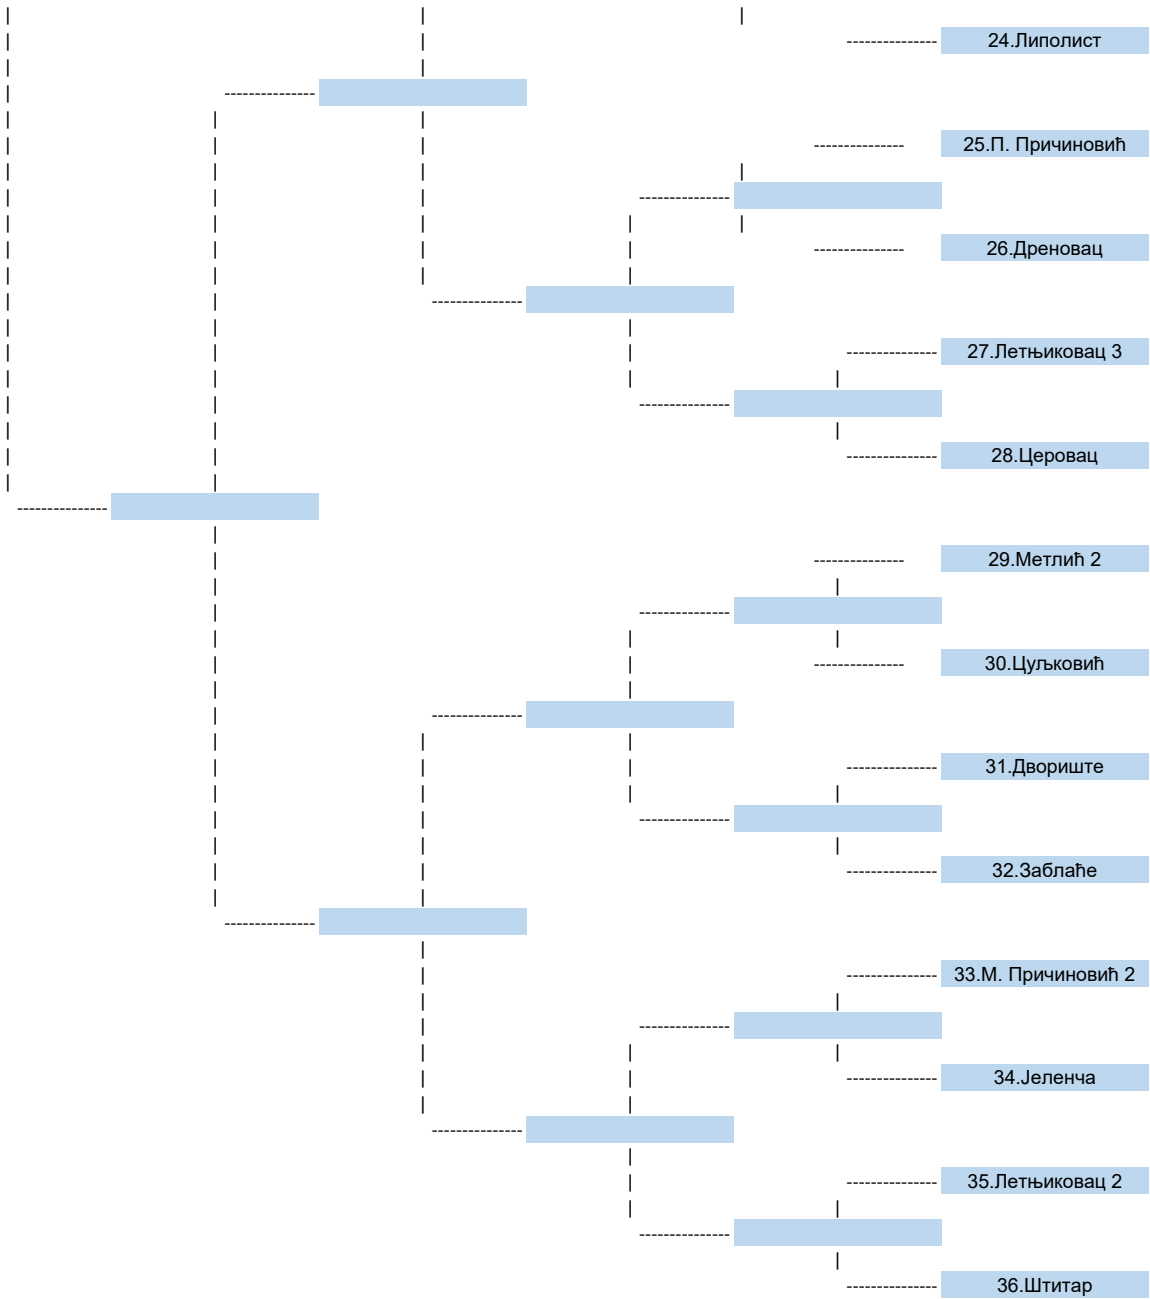 24.Липолист
25.П. Причиновић
26.Дреновац
27.Летњиковац 3
28.Церовац
29.Метлић 2
30.Цуљковић
31.Двориште
32.Заблаће
33.М. Причиновић 2
34.Јеленча
35.Летњиковац 2
36.Штитар